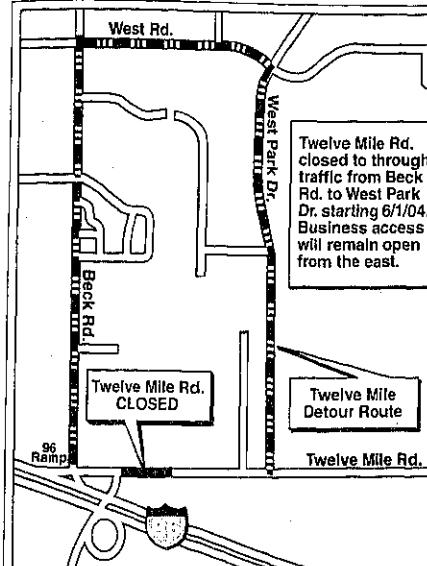 West Rd.
West Park Dr.
Twelve Mile Rd.
closed to through
traffic from Beck
Rd. to West Park
Dr. starting 6/1/04.
Business access
will remain open
from the east.
Beck Rd.
Twelve Mile Rd.
CLOSED
Twelve Mile
Detour Route
96
Ramp
Twelve Mile Rd.